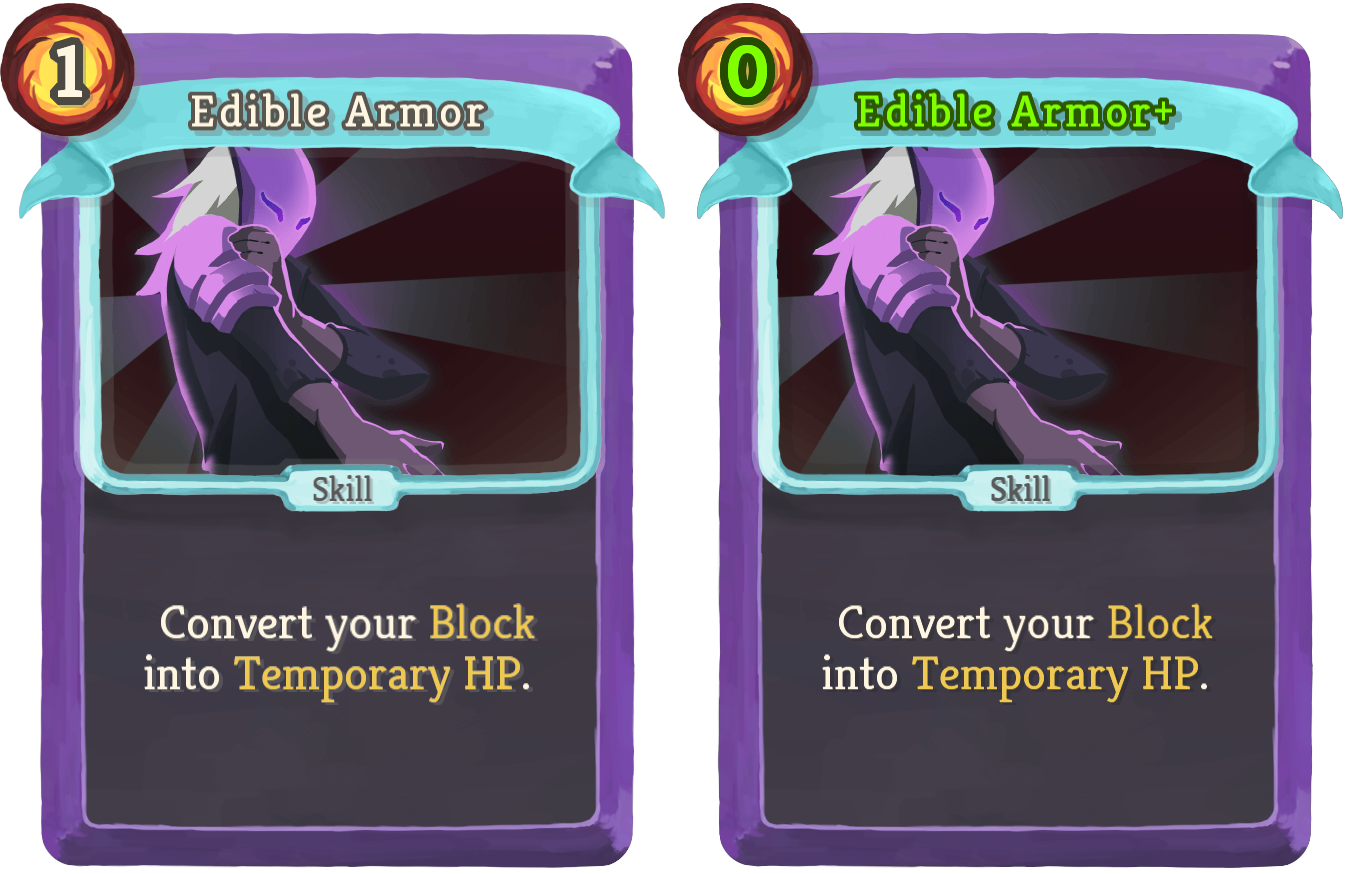 1
Edible Armor
Skill
Convert your Block
into Temporary HP.
0
Edible Armor+
Skill
Convert your Block
into Temporary HP.